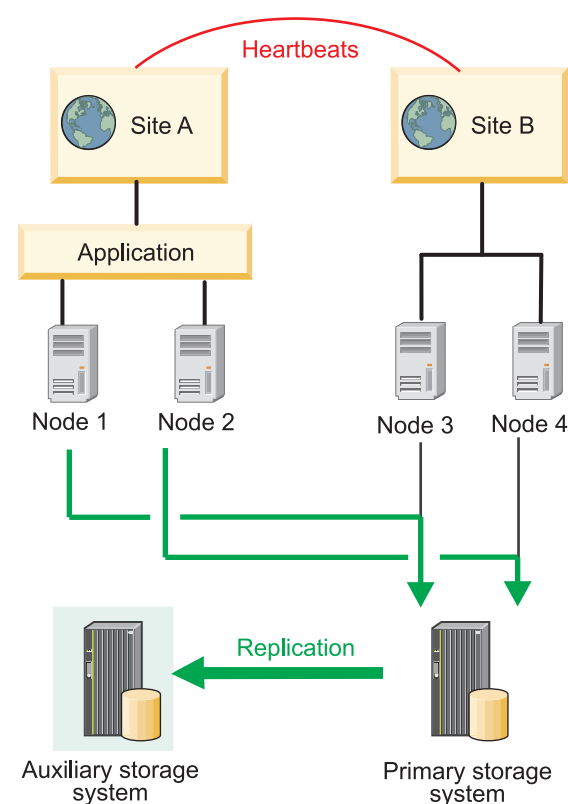 Heartbeats
Site A
Site B
Application
Node 1
Node 2
Node 3
Node 4
Replication
Auxiliary storage
system
Primary storage
system